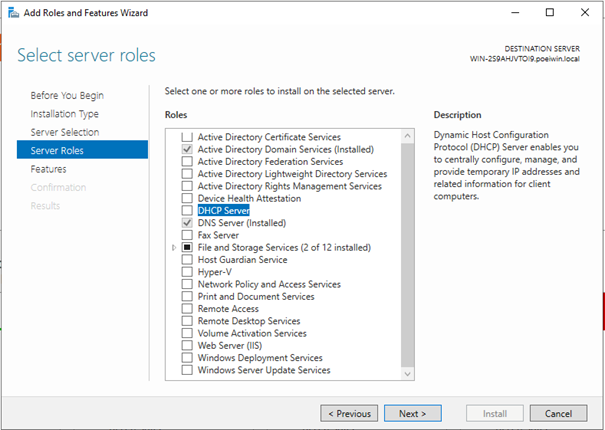 Add Roles and Features Wizard
Select server roles
DESTINATION SERVER
WIN-2S9AHJVTOI9.poeiwin.local
Before You Begin
Installation Type
Server Selection
Server Roles
Features
Confirmation
Results
Select one or more roles to install on the selected server.
Roles
Active Directory Certificate Services
Active Directory Domain Services (Installed)
Active Directory Federation Services
Active Directory Lightweight Directory Services
Active Directory Rights Management Services
Device Health Attestation
DHCP Server
DNS Server (Installed)
Fax Server
File and Storage Services (2 of 12 installed)
Host Guardian Service
Hyper-V
Network Policy and Access Services
Print and Document Services
Remote Access
Remote Desktop Services
Volume Activation Services
Web Server (IIS)
Windows Deployment Services
Windows Server Update Services
Description
Dynamic Host Configuration
Protocol (DHCP) Server enables you
to centrally configure, manage, and
provide temporary IP addresses and
related information for client
computers.
< Previous
Next >
Install
Cancel